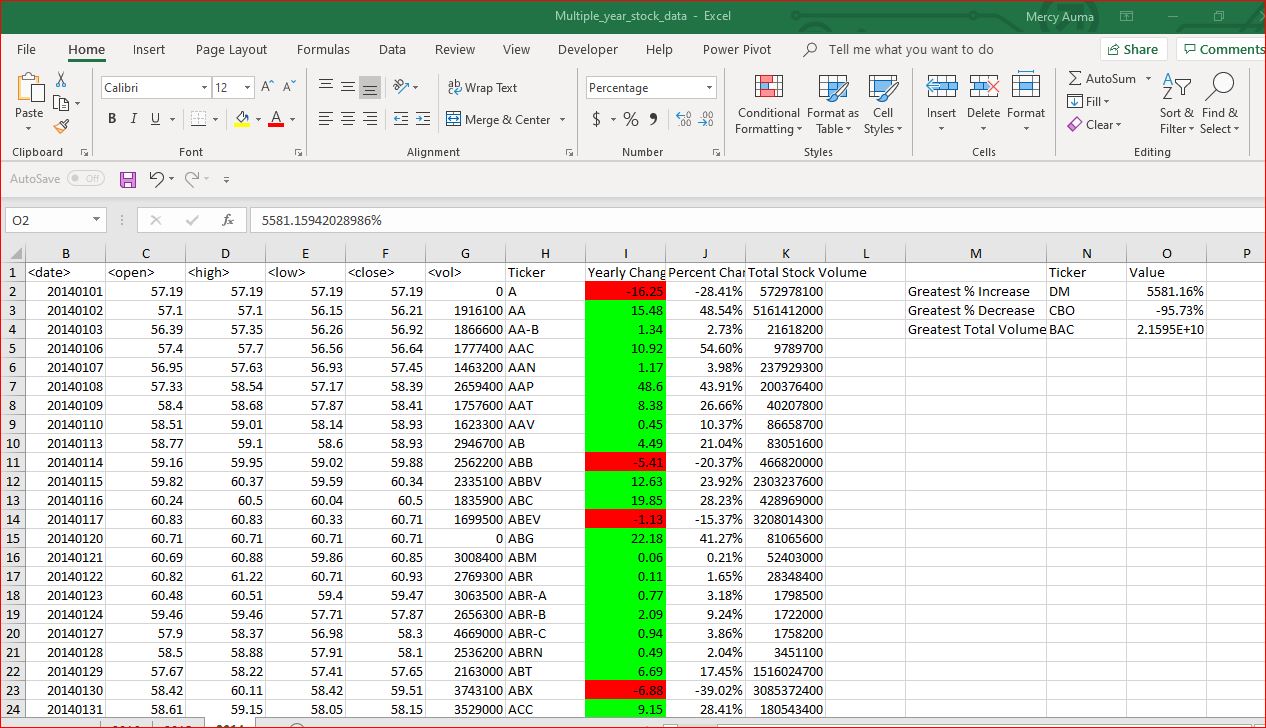 Multiple_year_stock_data - Excel
Mercy Auma
File Home Insert Page Layout Formulas Data Review View Developer Help Power Pivot Tell me what you want to do Share Comments
Paste
Calibri 12 A A
B I U A
Wrap Text
Merge & Center
Percentage
$ % ,
Conditional Formatting
Format as Table
Cell Styles
Insert Delete Format
AutoSum
Fill
Clear
Sort & Filter
Find & Select
Clipboard Font Alignment Number Styles Cells Editing
AutoSave Off
O2 fx 5581.15942028986%
B C D E F G H I J K L M N O P
1 <date> <open> <high> <low> <close> <vol> Ticker Yearly Chang Percent Char Total Stock Volume Ticker Value
2 20140101 57.19 57.19 57.19 57.19 0 A -16.25 -28.41% 572978100 Greatest % Increase DM 5581.16%
3 20140102 57.1 57.1 56.15 56.21 1916100 AA 15.48 48.54% 5161412000 Greatest % Decrease CBO -95.73%
4 20140103 56.39 57.35 56.26 56.92 1866600 AA-B 1.34 2.73% 21618200 Greatest Total Volume BAC 2.1595E+10
5 20140106 57.4 57.7 56.56 56.64 1777400 AAC 10.92 54.60% 9789700
6 20140107 56.95 57.63 56.93 57.45 1463200 AAN 1.17 3.98% 237929300
7 20140108 57.33 58.54 57.17 58.39 2659400 AAP 48.6 43.91% 200376400
8 20140109 58.4 58.68 57.87 58.41 1757600 AAT 8.38 26.66% 40207800
9 20140110 58.51 59.01 58.14 58.93 1623300 AAV 0.45 10.37% 86658700
10 20140113 58.77 59.1 58.6 58.93 2946700 AB 4.49 21.04% 83051600
11 20140114 59.16 59.95 59.02 59.88 2562200 ABB -5.41 -20.37% 466820000
12 20140115 59.82 60.37 59.59 60.34 2335100 ABBV 12.63 23.92% 2303237600
13 20140116 60.24 60.5 60.04 60.5 1835900 ABC 19.85 28.23% 428969000
14 20140117 60.83 60.83 60.33 60.71 1699500 ABEV -1.13 -15.37% 3208014300
15 20140120 60.71 60.71 60.71 60.71 0 ABG 22.18 41.27% 81065600
16 20140121 60.69 60.88 59.86 60.85 3008400 ABM 0.06 0.21% 52403000
17 20140122 60.82 61.22 60.71 60.93 2769300 ABR 0.11 1.65% 28348400
18 20140123 60.48 60.51 59.4 59.47 3063500 ABR-A 0.77 3.18% 1798500
19 20140124 59.46 59.46 57.71 57.87 2656300 ABR-B 2.09 9.24% 1722000
20 20140127 57.9 58.37 56.98 58.3 4669000 ABR-C 0.94 3.86% 1758200
21 20140128 58.5 58.88 57.91 58.1 2536200 ABRN 0.49 2.04% 3451100
22 20140129 57.67 58.22 57.41 57.65 2163000 ABT 6.69 17.45% 1516024700
23 20140130 58.42 60.11 58.42 59.51 3743100 ABX -6.88 -39.02% 3085372400
24 20140131 58.61 59.15 58.05 58.15 3529000 ACC 9.15 28.41% 180543400